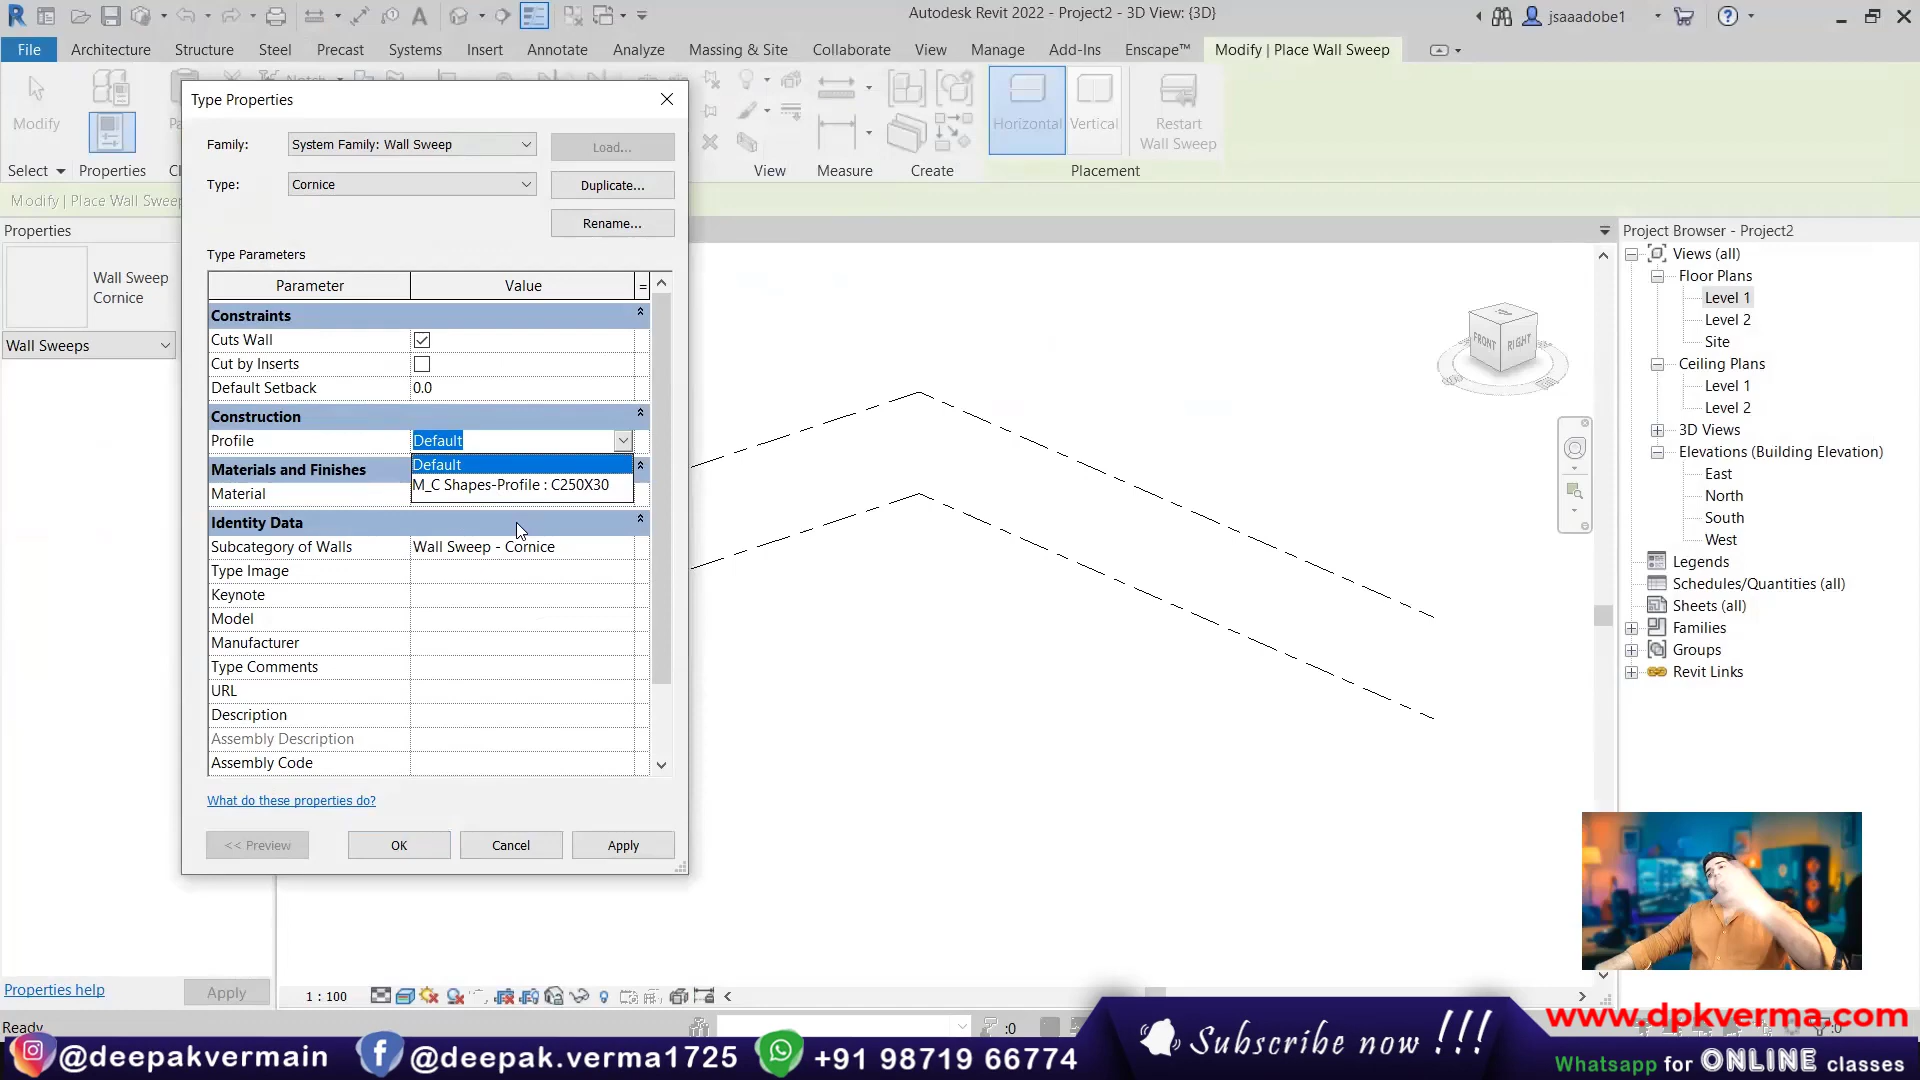 Autodesk Revit 2022 - Project2 - 3D View: {3D}
jsaaadobe1
File
Architecture
Structure
Steel
Precast
Systems
Insert
Annotate
Analyze
Massing & Site
Collaborate
View
Manage
Add-Ins
Enscape™
Modify | Place Wall Sweep
Modify
Horizontal
Vertical
Restart
Wall Sweep
Select
Properties
View
Measure
Create
Placement
Modify | Place Wall Sweep
Properties
Wall Sweep
Cornice
Wall Sweeps
Properties help
Apply
Type Properties
Family:
System Family: Wall Sweep
Load...
Type:
Cornice
Duplicate...
Rename...
Type Parameters
Parameter
Value
=
Constraints
Cuts Wall
Cut by Inserts
Default Setback
0.0
Construction
Profile
Default
Default
M_C Shapes-Profile : C250X30
Materials and Finishes
Material
Identity Data
Subcategory of Walls
Wall Sweep - Cornice
Type Image
Keynote
Model
Manufacturer
Type Comments
URL
Description
Assembly Description
Assembly Code
What do these properties do?
<< Preview
OK
Cancel
Apply
FRONT
RIGHT
Project Browser - Project2
Views (all)
Floor Plans
Level 1
Level 2
Site
Ceiling Plans
Level 1
Level 2
3D Views
Elevations (Building Elevation)
East
North
South
West
Legends
Schedules/Quantities (all)
Sheets (all)
Families
Groups
Revit Links
1 : 100
Ready
:0
:0
@deepakvermain
@deepak.verma1725
+91 98719 66774
Subscribe now !!!
www.dpkverma.com
Whatsapp for ONLINE classes